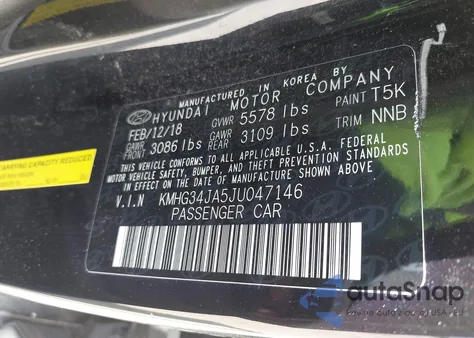 MANUFACTURED IN KOREA BY
HYUNDAI MOTOR COMPANY
FEB/12/18 GVWR 5578 lbs PAINT T5K
GAWR FRONT 3086 lbs GAWR REAR 3109 lbs TRIM NNB
THIS VEHICLE CONFORMS TO ALL APPLICABLE U.S.A. FEDERAL
MOTOR VEHICLE SAFETY, BUMPER, AND THEFT PREVENTION STANDARDS
IN EFFECT ON THE DATE OF MANUFACTURE SHOWN ABOVE.
V.I.N KMHG34JA5JU047146
PASSENGER CAR
CAPACITY REDUCED
autoSnap